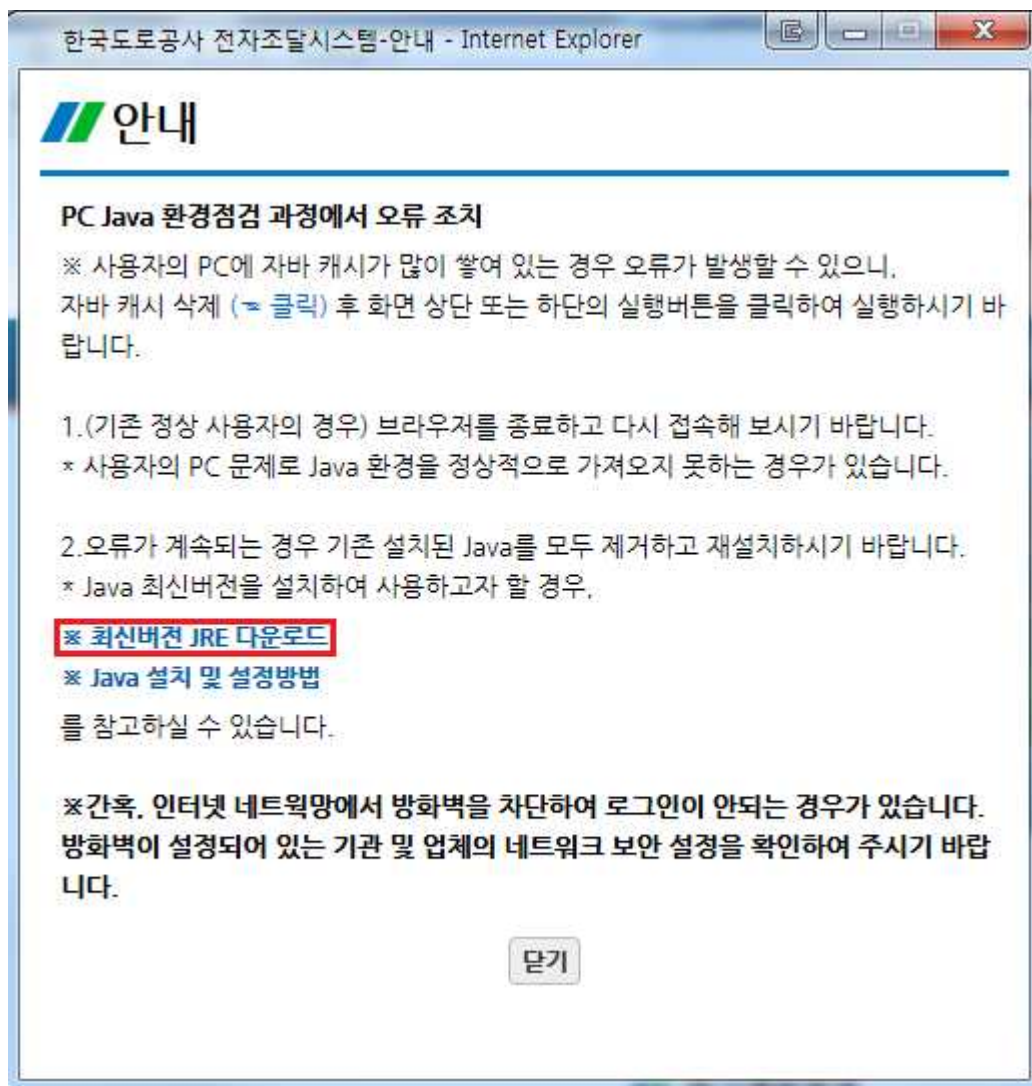 한국도로공사 전자조달시스템-안내 - Internet Explorer
안내
PC Java 환경점검 과정에서 오류 조치
※ 사용자의 PC에 자바 캐시가 많이 쌓여 있는 경우 오류가 발생할 수 있으니,
자바 캐시 삭제 (☜ 클릭) 후 화면 상단 또는 하단의 실행버튼을 클릭하여 실행하시기 바
랍니다.
1.(기존 정상 사용자의 경우) 브라우저를 종료하고 다시 접속해 보시기 바랍니다.
* 사용자의 PC 문제로 Java 환경을 정상적으로 가져오지 못하는 경우가 있습니다.
2.오류가 계속되는 경우 기존 설치된 Java를 모두 제거하고 재설치하시기 바랍니다.
* Java 최신버전을 설치하여 사용하고자 할 경우,
※ 최신버전 JRE 다운로드
※ Java 설치 및 설정방법
를 참고하실 수 있습니다.
※간혹, 인터넷 네트웍망에서 방화벽을 차단하여 로그인이 안되는 경우가 있습니다.
방화벽이 설정되어 있는 기관 및 업체의 네트워크 보안 설정을 확인하여 주시기 바랍
니다.
닫기